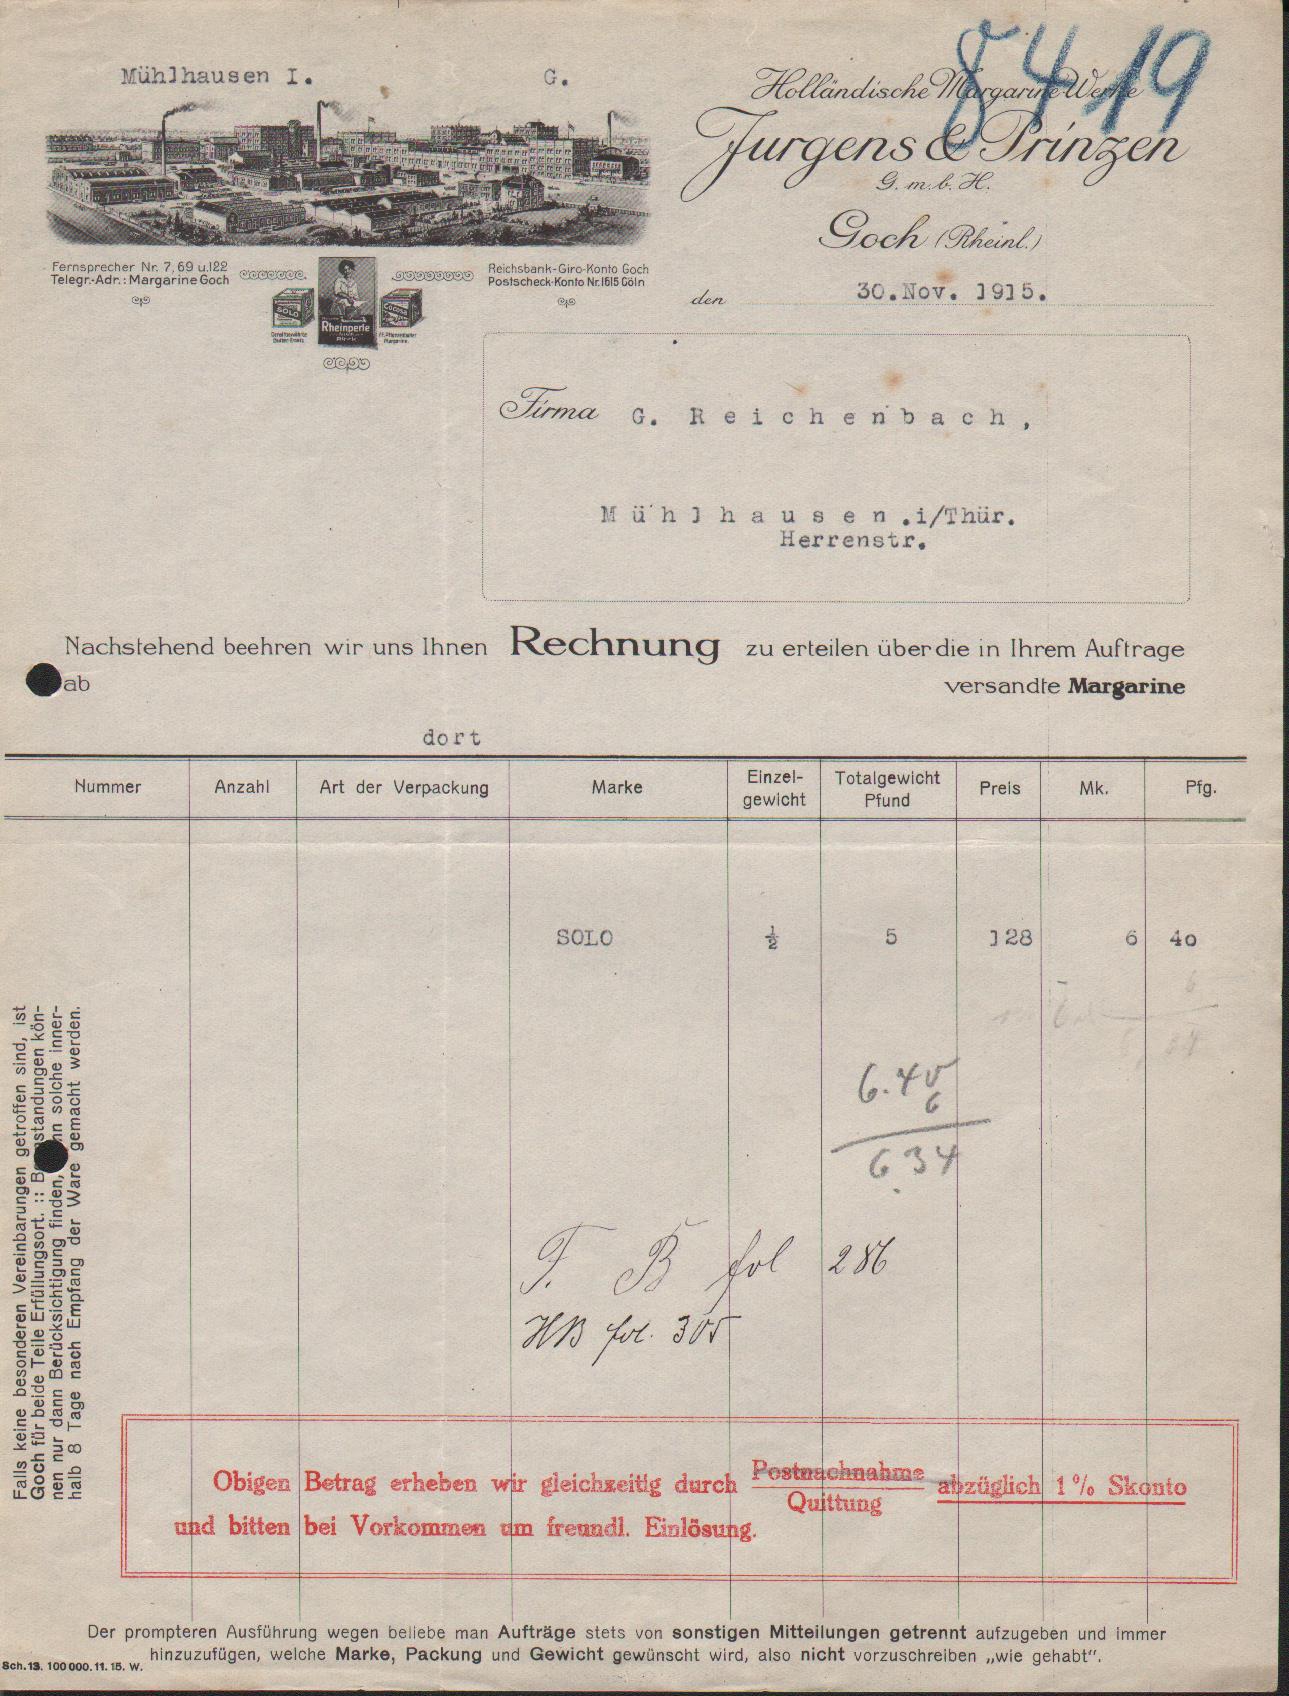 8419
Mühlhausen I. G.
Holländische Margarine-Werke
Jurgens & Prinzen
G. m. b. H.
Goch (Rheinl.)
Fernsprecher Nr. 7, 69 u. 122
Telegr.-Adr.: Margarine Goch
Reichsbank-Giro-Konto Goch
Postscheck-Konto Nr. 1615 Cöln
SOLO
Rheinperle
Cocosa
den 30. Nov. 1915.
Firma G. Reichenbach,
Mühlhausen .i/Thür.
Herrenstr.
Nachstehend beehren wir uns Ihnen Rechnung zu erteilen über die in Ihrem Auftrage
ab versandte Margarine
dort
Nummer Anzahl Art der Verpackung Marke Einzel-gewicht Totalgewicht Pfund Preis Mk. Pfg.
SOLO ½ 5 128 6 40
6
6.40
6
6.34
F. B fol 286
HB fol. 305
Falls keine besonderen Vereinbarungen getroffen sind, ist
Goch für beide Teile Erfüllungsort. :: Beanstandungen kön-
nen nur dann Berücksichtigung finden, wenn solche inner-
halb 8 Tage nach Empfang der Ware gemacht werden.
Obigen Betrag erheben wir gleichzeitig durch Postnachnahme Quittung abzüglich 1% Skonto
und bitten bei Vorkommen um freundl. Einlösung.
Der prompteren Ausführung wegen beliebe man Aufträge stets von sonstigen Mitteilungen getrennt aufzugeben und immer
hinzuzufügen, welche Marke, Packung und Gewicht gewünscht wird, also nicht vorzuschreiben „wie gehabt“.
Sch. 13. 100 000. 11. 15. W.